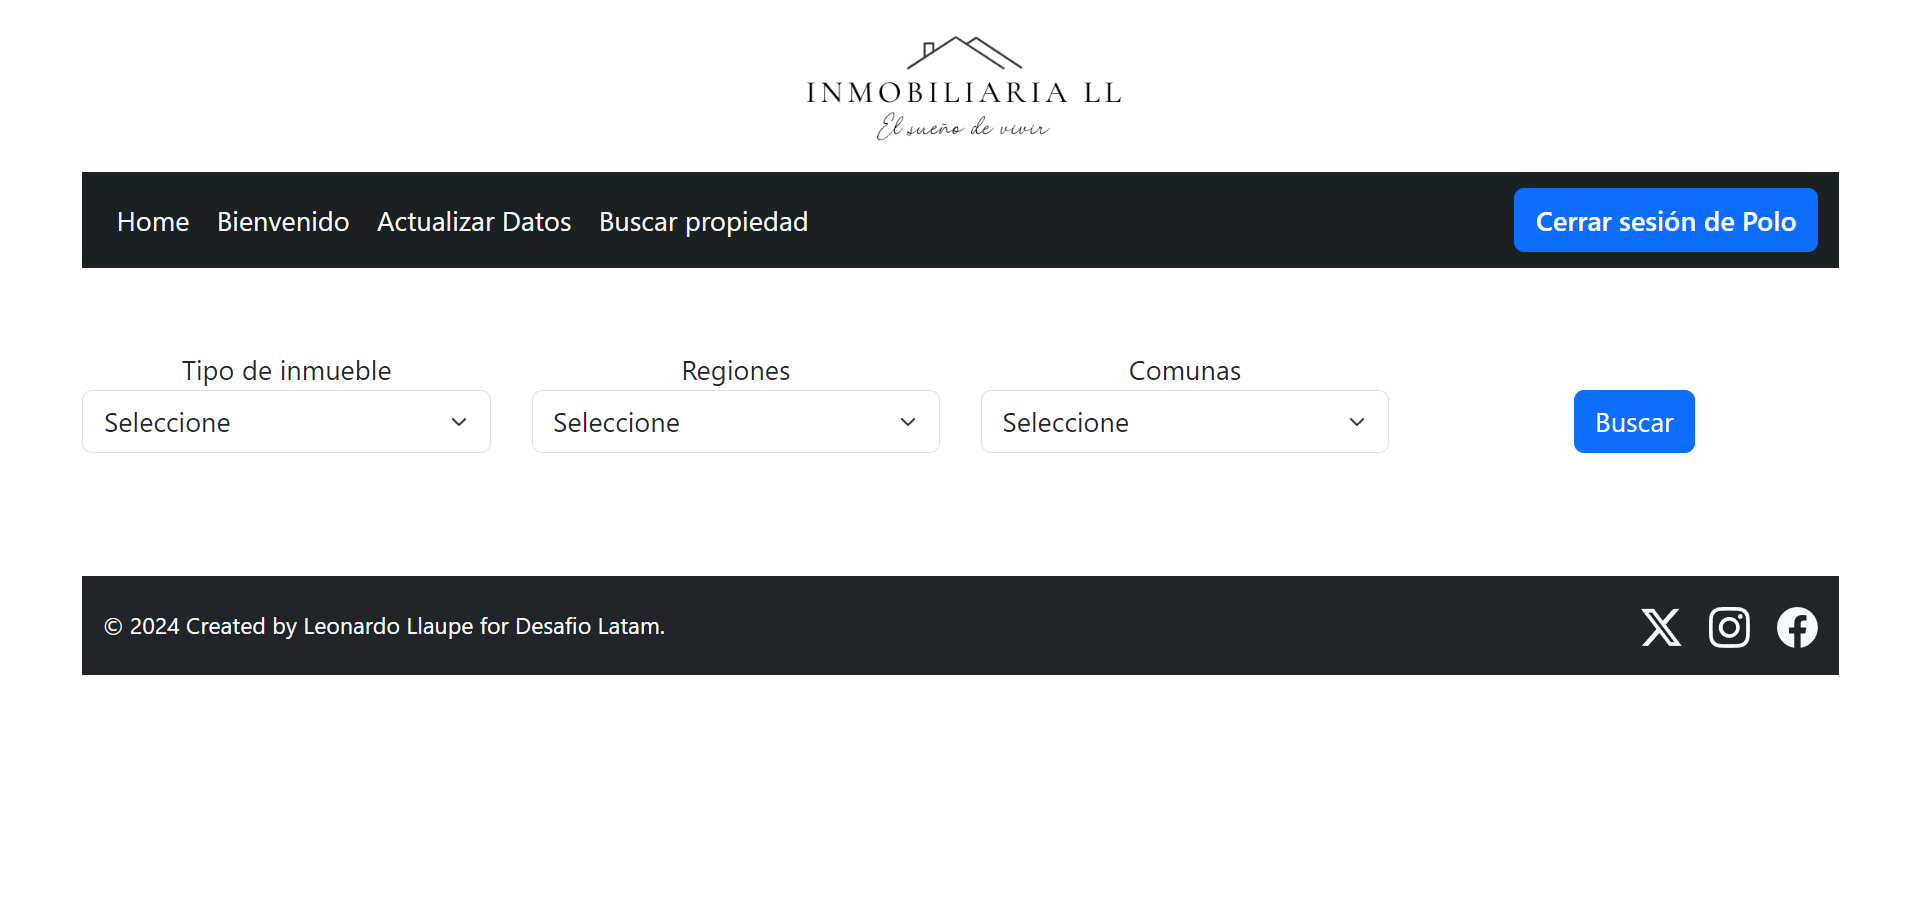 INMOBILIARIA LL
El sueño de vivir
Home Bienvenido Actualizar Datos Buscar propiedad Cerrar sesión de Polo
Tipo de inmueble Regiones Comunas
Seleccione Seleccione Seleccione Buscar
© 2024 Created by Leonardo Llaupe for Desafio Latam.